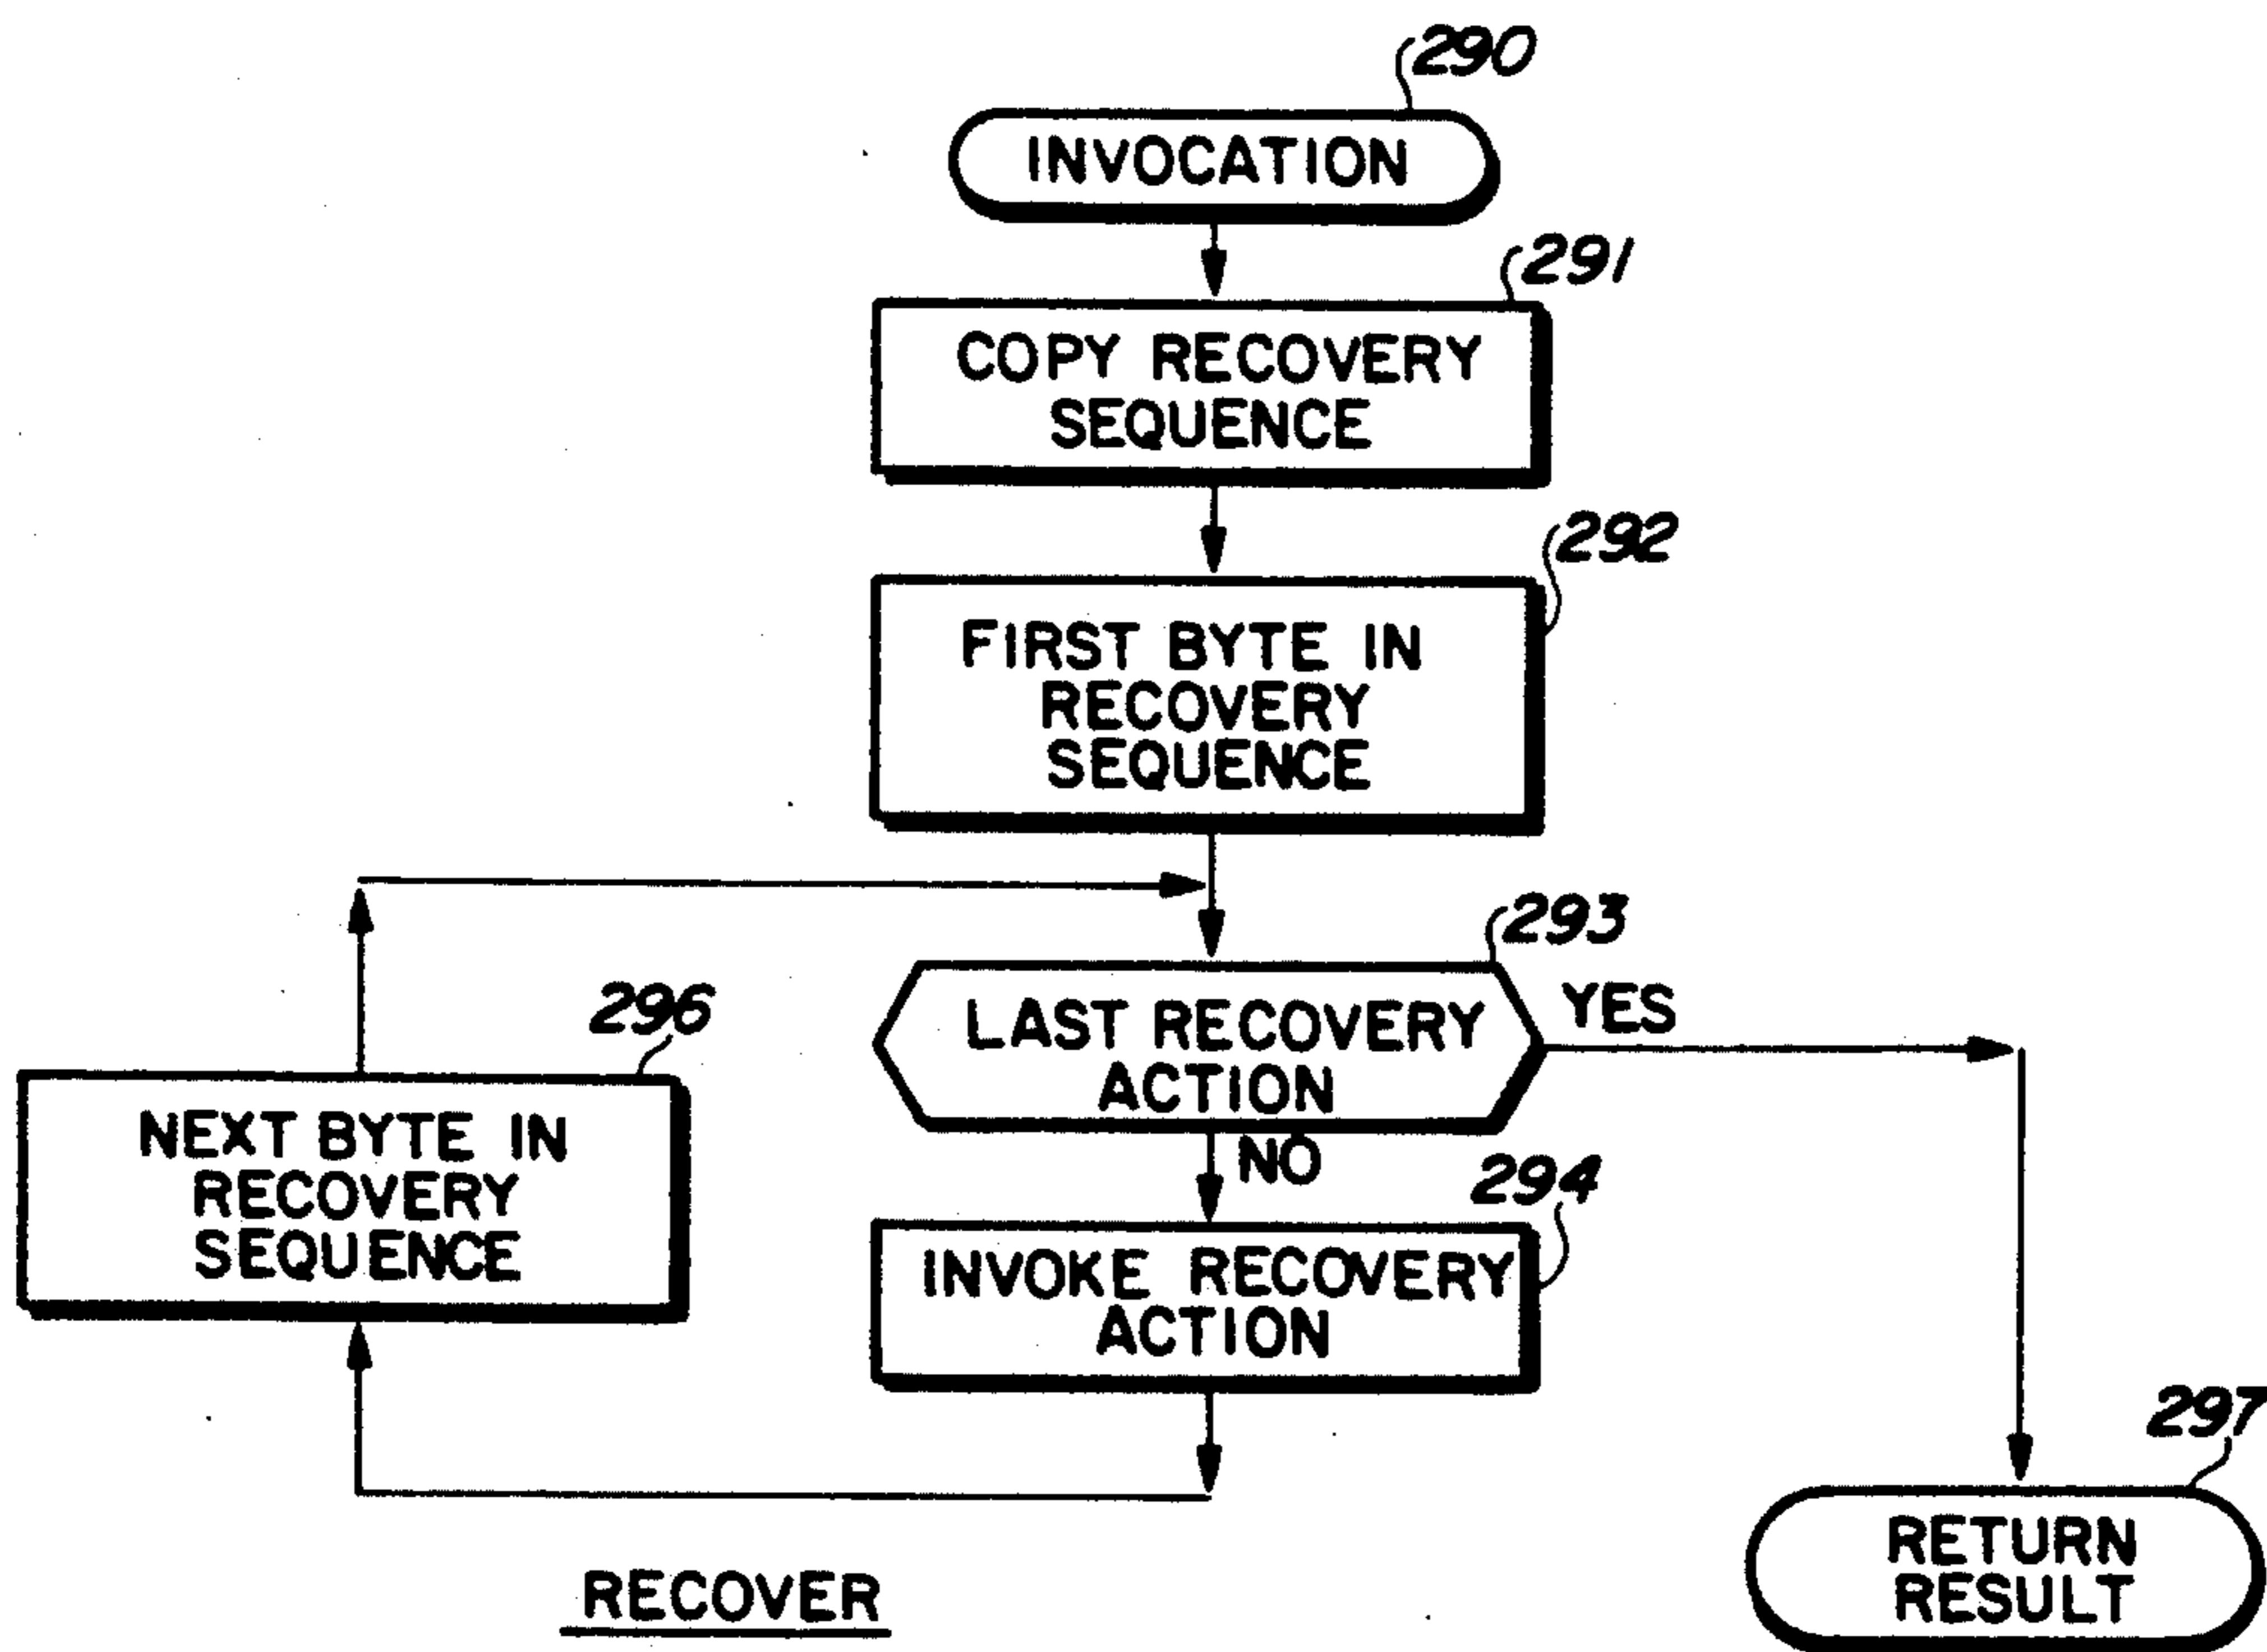 290
INVOCATION
291
COPY RECOVERY
SEQUENCE
292
FIRST BYTE IN
RECOVERY
SEQUENCE
293
LAST RECOVERY
ACTION
YES
NO
296
NEXT BYTE IN
RECOVERY
SEQUENCE
294
INVOKE RECOVERY
ACTION
297
RETURN
RESULT
RECOVER